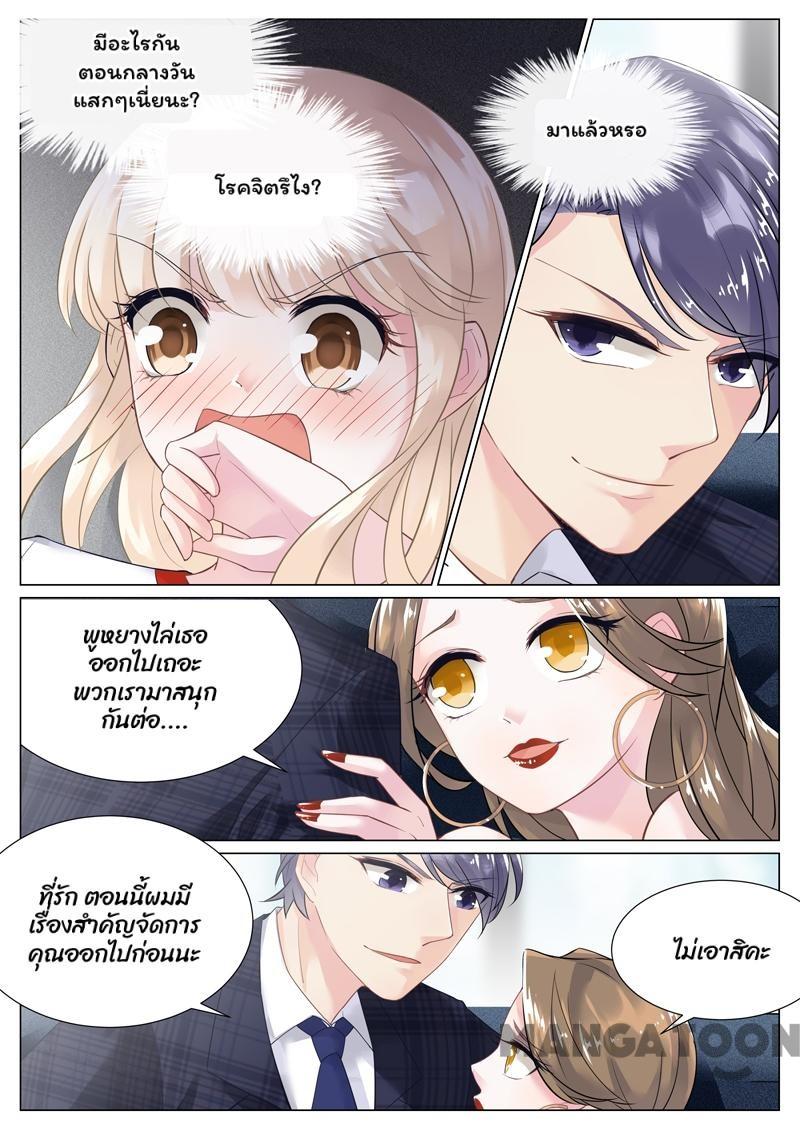 มีอะไรกัน
ตอนกลางวัน
แสกๆเนี่ยนะ?
โรคจิตรึไง?
มาแล้วหรอ
พูหยางไล่เธอ
ออกไปเถอะ
พวกเรามาสนุก
กันต่อ....
ที่รัก ตอนนี้ผมมี
เรื่องสำคัญจัดการ
คุณออกไปก่อนนะ
ไม่เอาสิคะ
MANGATOON